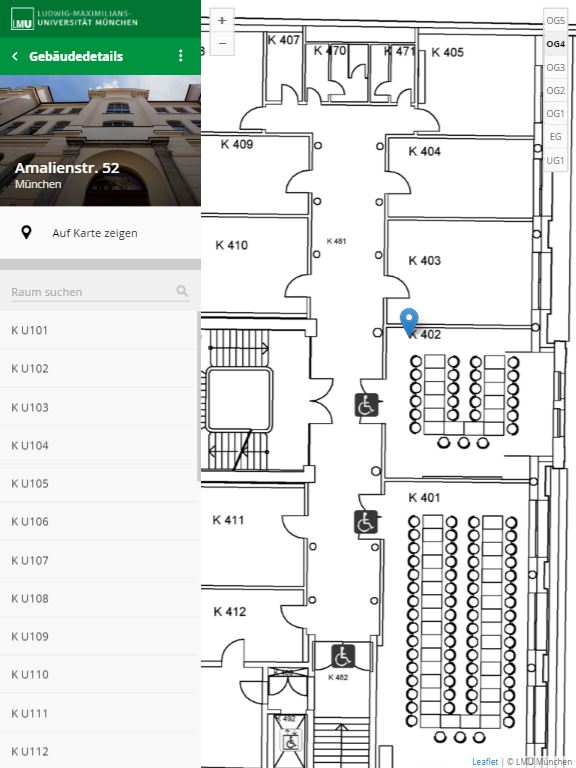 LUDWIG-MAXIMILIANS-
UNIVERSITÄT MÜNCHEN
LMU
Gebäudedetails
Amalienstr. 52
München
Auf Karte zeigen
Raum suchen
K U101
K U102
K U103
K U104
K U105
K U106
K U107
K U108
K U109
K U110
K U111
K U112
+
−
OG5
OG4
OG3
OG2
OG1
EG
UG1
K 407
K 470
K 471
K 405
K 409
K 404
K 481
K 410
K 403
K 402
K 401
K 411
K 412
K 482
K 492
Leaflet | © LMU München